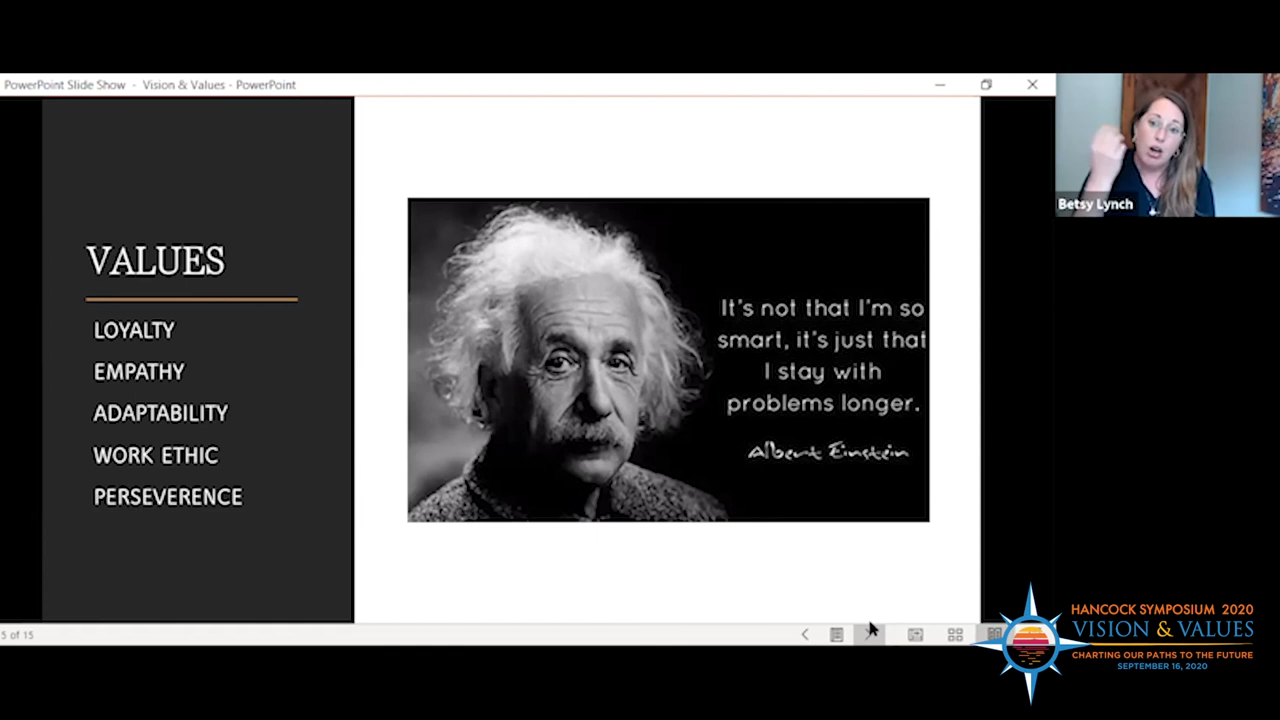 PowerPoint Slide Show - Vision & Values - PowerPoint
VALUES
LOYALTY
EMPATHY
ADAPTABILITY
WORK ETHIC
PERSEVERENCE
It's not that I'm so
smart, it's just that
I stay with
problems longer.
Albert Einstein
Betsy Lynch
5 of 15
HANCOCK SYMPOSIUM 2020
VISION & VALUES
CHARTING OUR PATHS TO THE FUTURE
SEPTEMBER 16, 2020